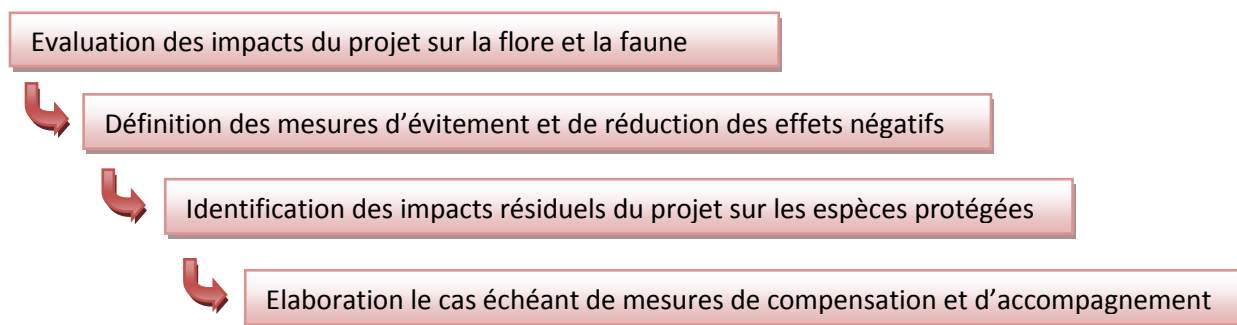 Evaluation des impacts du projet sur la flore et la faune
Définition des mesures d’évitement et de réduction des effets négatifs
Identification des impacts résiduels du projet sur les espèces protégées
Elaboration le cas échéant de mesures de compensation et d’accompagnement